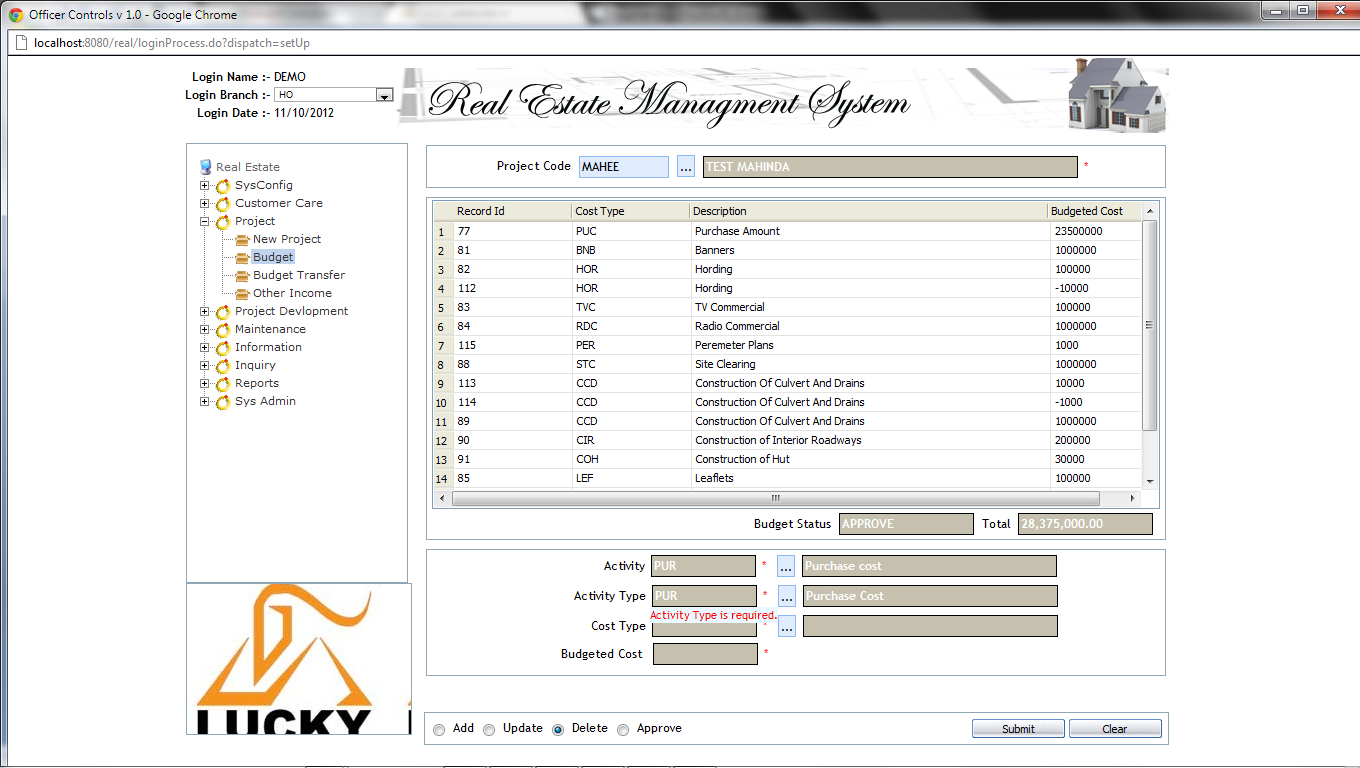 Officer Controls v 1.0 - Google Chrome
localhost:8080/real/loginProcess.do?dispatch=setUp
Login Name :- DEMO
Login Branch :- HO
Login Date :- 11/10/2012
Real Estate Managment System
Real Estate
SysConfig
Customer Care
Project
New Project
Budget
Budget Transfer
Other Income
Project Devlopment
Maintenance
Information
Inquiry
Reports
Sys Admin
LUCKY
Project Code MAHEE ... TEST MAHINDA *
Record Id Cost Type Description Budgeted Cost
1 77 PUC Purchase Amount 23500000
2 81 BNB Banners 1000000
3 82 HOR Hording 100000
4 112 HOR Hording -10000
5 83 TVC TV Commercial 100000
6 84 RDC Radio Commercial 1000000
7 115 PER Peremeter Plans 1000
8 88 STC Site Clearing 1000000
9 113 CCD Construction Of Culvert And Drains 10000
10 114 CCD Construction Of Culvert And Drains -1000
11 89 CCD Construction Of Culvert And Drains 1000000
12 90 CIR Construction of Interior Roadways 200000
13 91 COH Construction of Hut 30000
14 85 LEF Leaflets 100000
Budget Status APPROVE Total 28,375,000.00
Activity PUR * ... Purchase cost
Activity Type PUR * ... Purchase Cost
Activity Type is required.
Cost Type * ...
Budgeted Cost *
Add Update Delete Approve Submit Clear